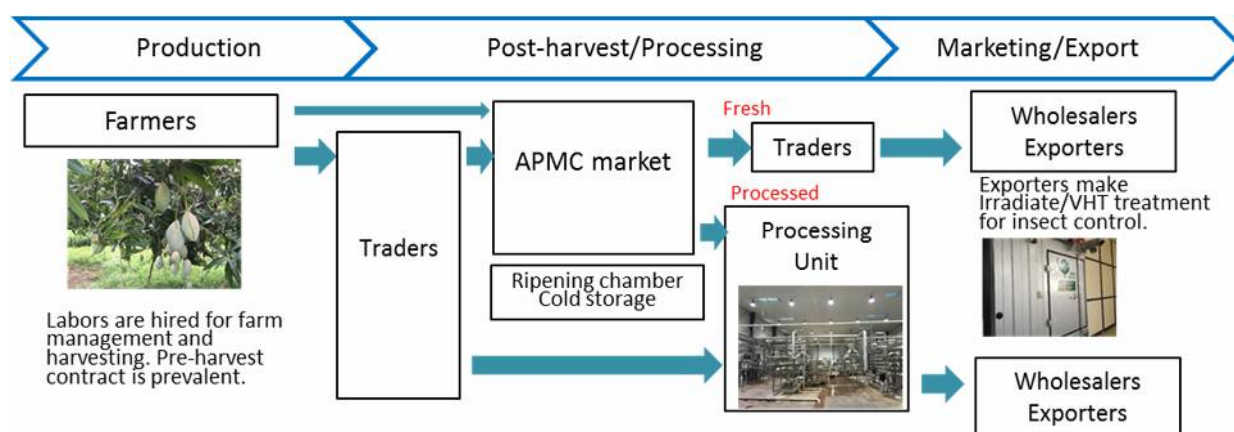 Production
Post-harvest/Processing
Marketing/Export
Farmers
Labors are hired for farm
management and
harvesting. Pre-harvest
contract is prevalent.
Traders
APMC market
Ripening chamber
Cold storage
Fresh
Traders
Processed
Processing
Unit
Wholesalers
Exporters
Exporters make
Irradiate/VHT treatment
for insect control.
Wholesalers
Exporters